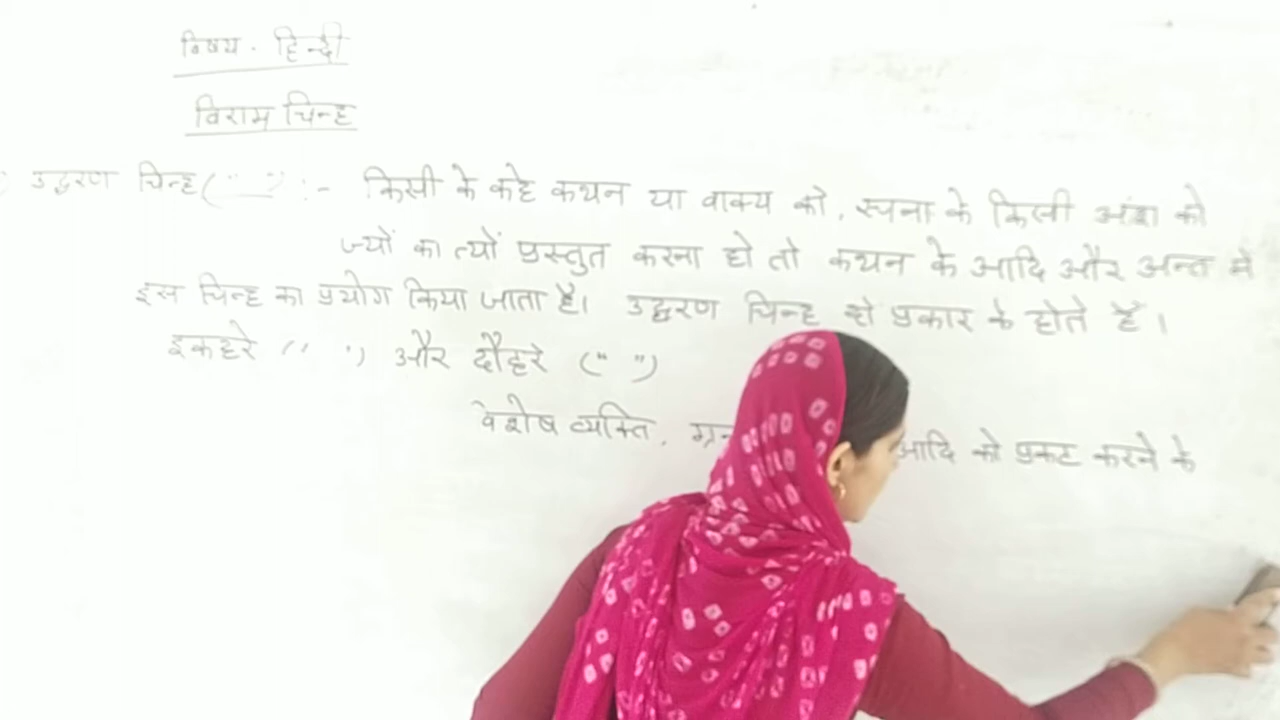 विषय - हिन्दी
विराम चिन्ह
उद्धरण चिन्ह (" ") :- किसी के कहे कथन या वाक्य को, रचना के किसी अंश को
ज्यों का त्यों प्रस्तुत करना हो तो कथन के आदि और अन्त में
इस चिन्ह का प्रयोग किया जाता है। उद्धरण चिन्ह दो प्रकार के होते हैं।
इकहरे (' ') और दौहरे (" ")
विशेष व्यक्ति, आदि को प्रकट करने के